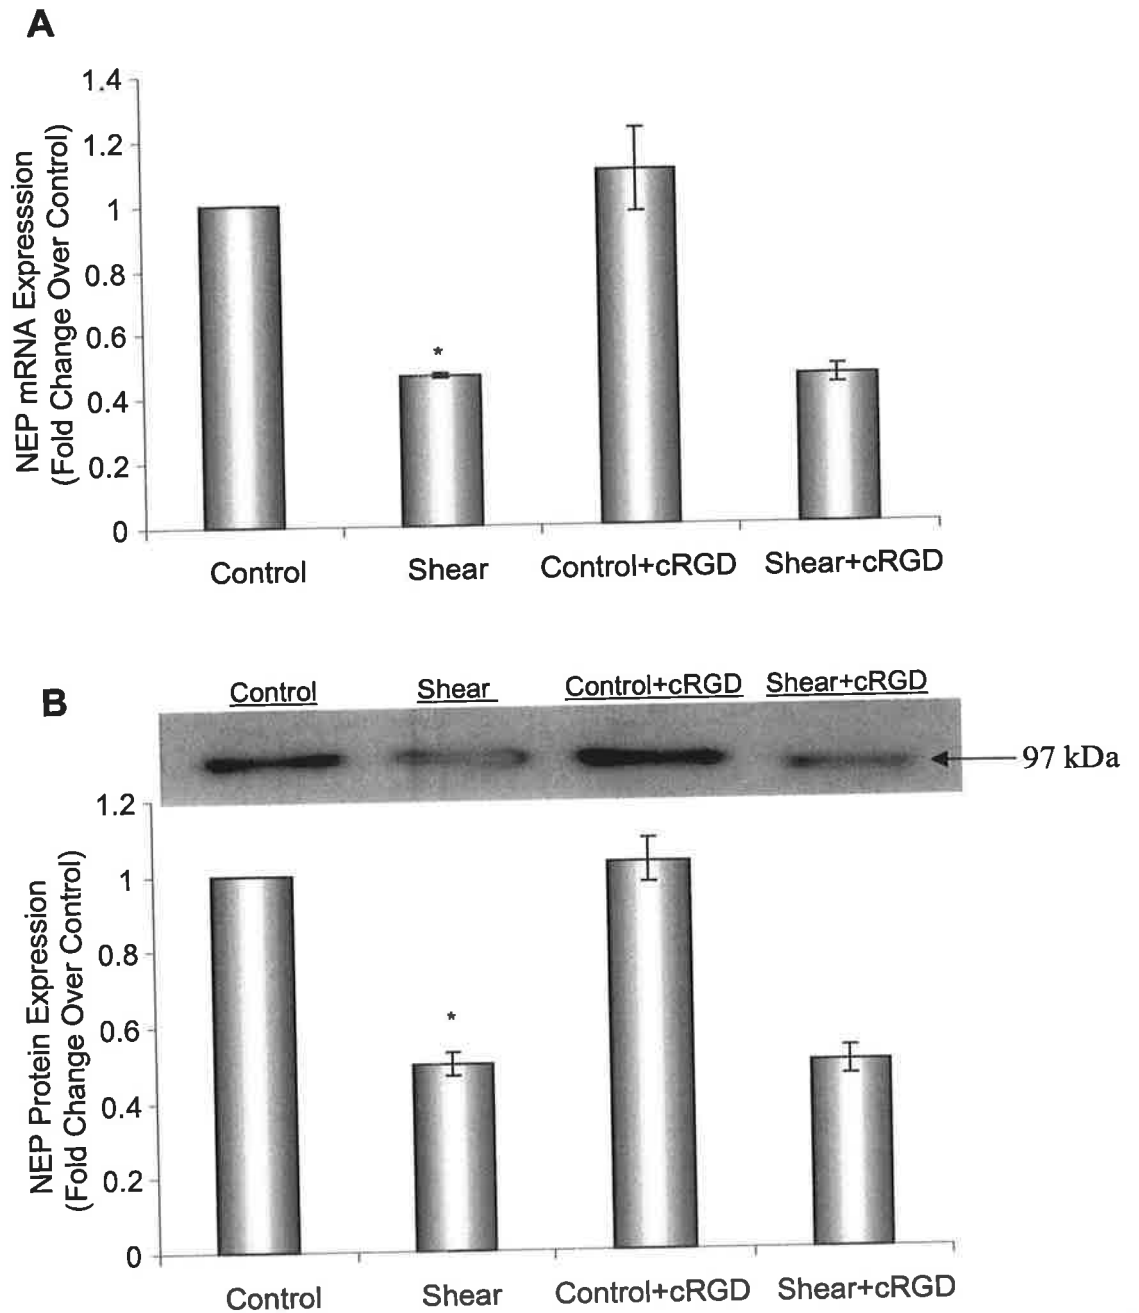 A
1.4
1.2
1
0.8
0.6
0.4
0.2
0
NEP mRNA Expresssion
(Fold Change Over Control)
*
Control Shear Control+cRGD Shear+cRGD
B
Control Shear Control+cRGD Shear+cRGD
97 kDa
1.2
1
0.8
0.6
0.4
0.2
0
NEP Protein Expression
(Fold Change Over Control)
*
Control Shear Control+cRGD Shear+cRGD